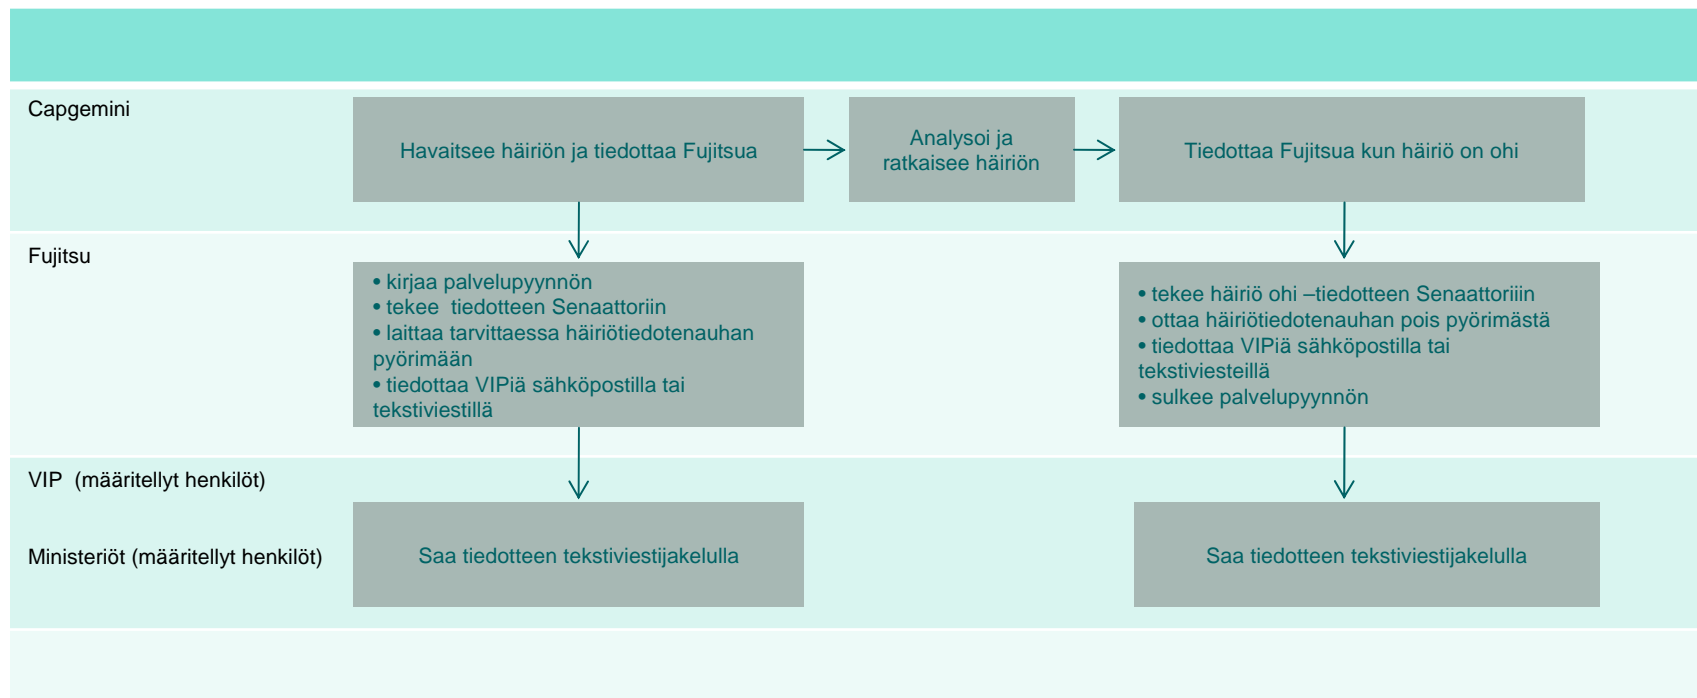 Capgemini
Havaitsee häiriön ja tiedottaa Fujitsua
Analysoi ja
ratkaisee häiriön
Tiedottaa Fujitsua kun häiriö on ohi
Fujitsu
• kirjaa palvelupyynnön
• tekee tiedotteen Senaattoriin
• laittaa tarvittaessa häiriötiedotenauhan
pyörimään
• tiedottaa VIPiä sähköpostilla tai
tekstiviestillä
• tekee häiriö ohi –tiedotteen Senaattoriiin
• ottaa häiriötiedotenauhan pois pyörimästä
• tiedottaa VIPiä sähköpostilla tai
tekstiviesteillä
• sulkee palvelupyynnön
VIP (määritellyt henkilöt)
Ministeriöt (määritellyt henkilöt)
Saa tiedotteen tekstiviestijakelulla
Saa tiedotteen tekstiviestijakelulla